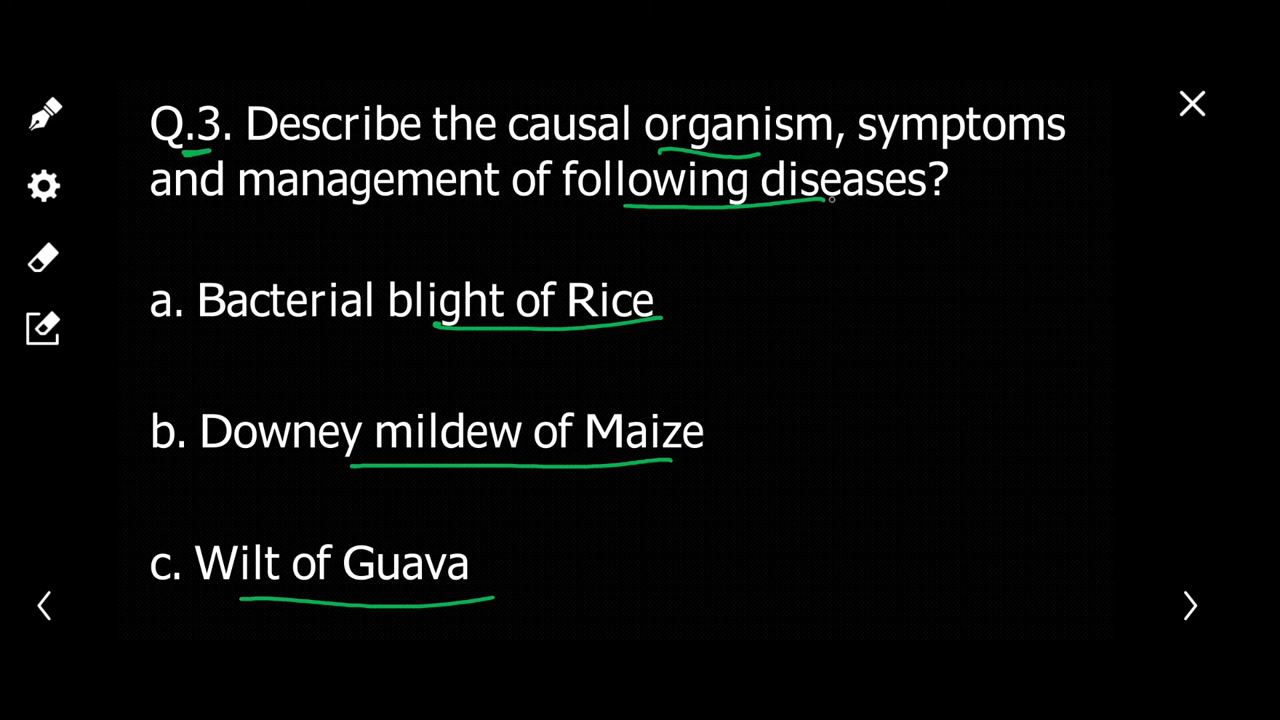 Q.3. Describe the causal organism, symptoms
and management of following diseases?
a. Bacterial blight of Rice
b. Downey mildew of Maize
c. Wilt of Guava